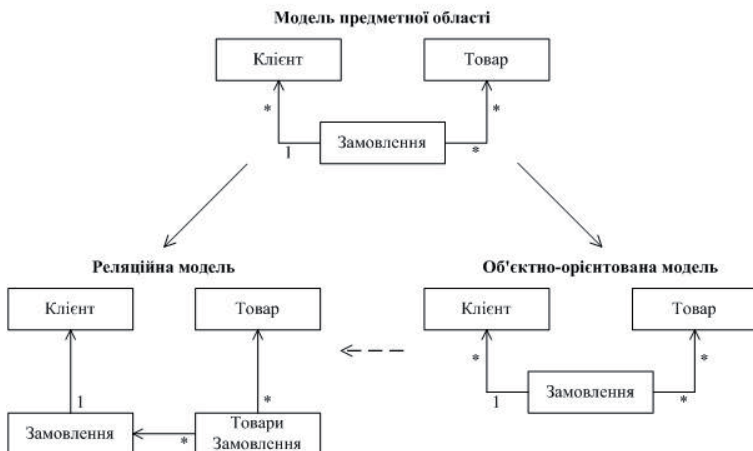 Модель предметної області
Клієнт
Товар
*
*
Замовлення
1
*
Реляційна модель
Клієнт
Товар
1
*
Замовлення
*
Товари
Замовлення
Об'єктно-орієнтована модель
Клієнт
Товар
*
*
Замовлення
1
*